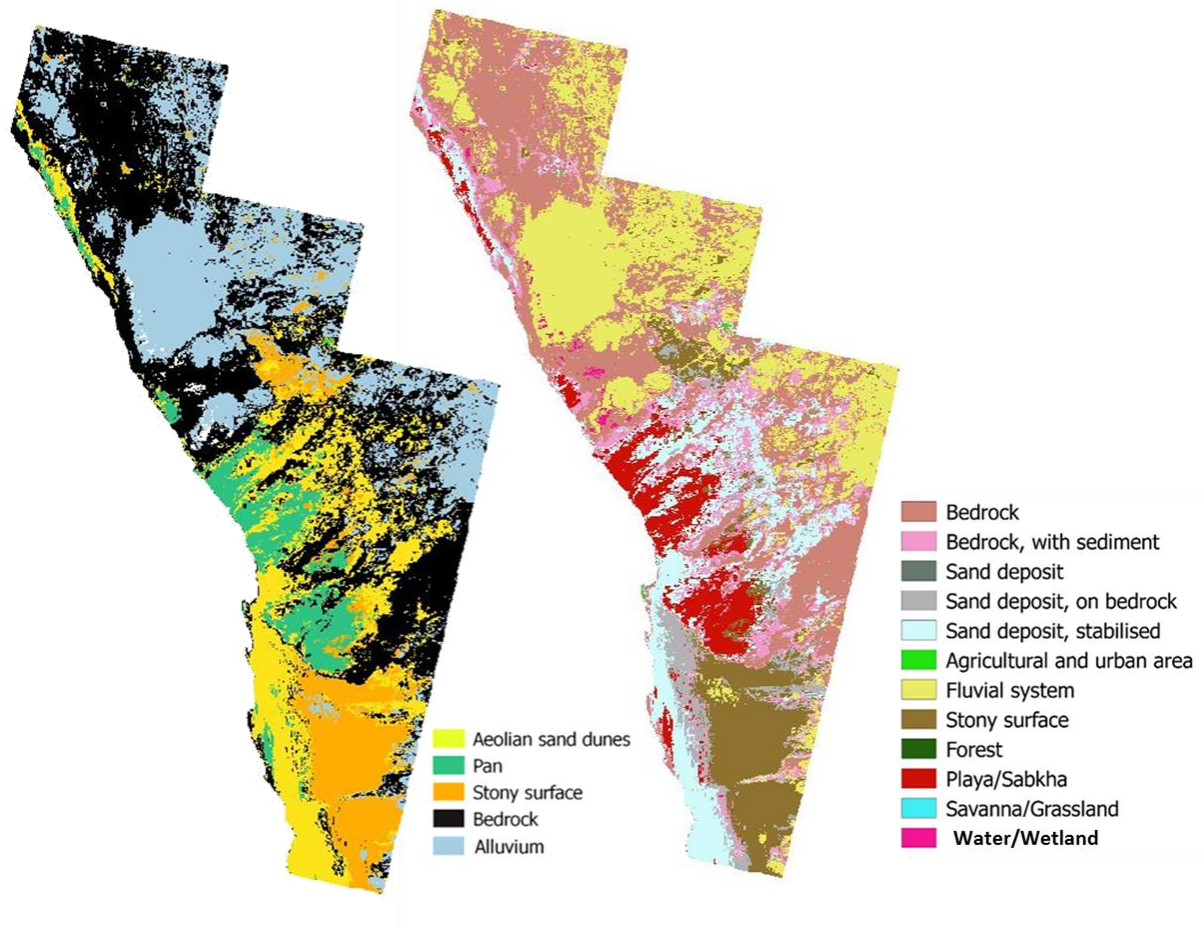 Aeolian sand dunes
Pan
Stony surface
Bedrock
Alluvium
Bedrock
Bedrock, with sediment
Sand deposit
Sand deposit, on bedrock
Sand deposit, stabilised
Agricultural and urban area
Fluvial system
Stony surface
Forest
Playa/Sabkha
Savanna/Grassland
Water/Wetland